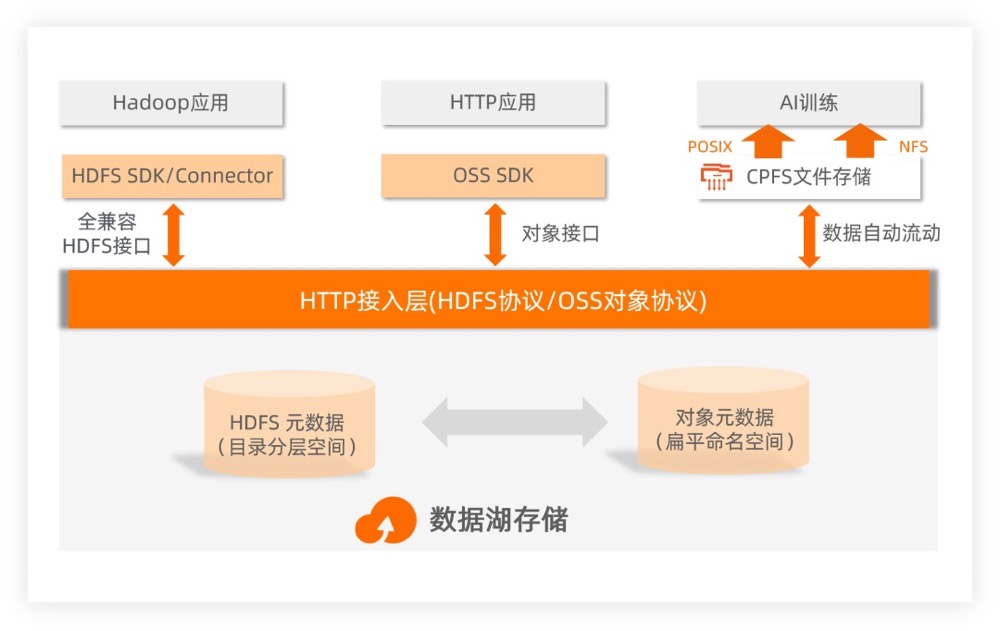 Hadoop应用
HTTP应用
AI训练
POSIX
NFS
HDFS SDK/Connector
OSS SDK
CPFS文件存储
全兼容
HDFS接口
对象接口
数据自动流动
HTTP接入层(HDFS协议/OSS对象协议)
HDFS 元数据
（目录分层空间）
对象元数据
（扁平命名空间）
数据湖存储